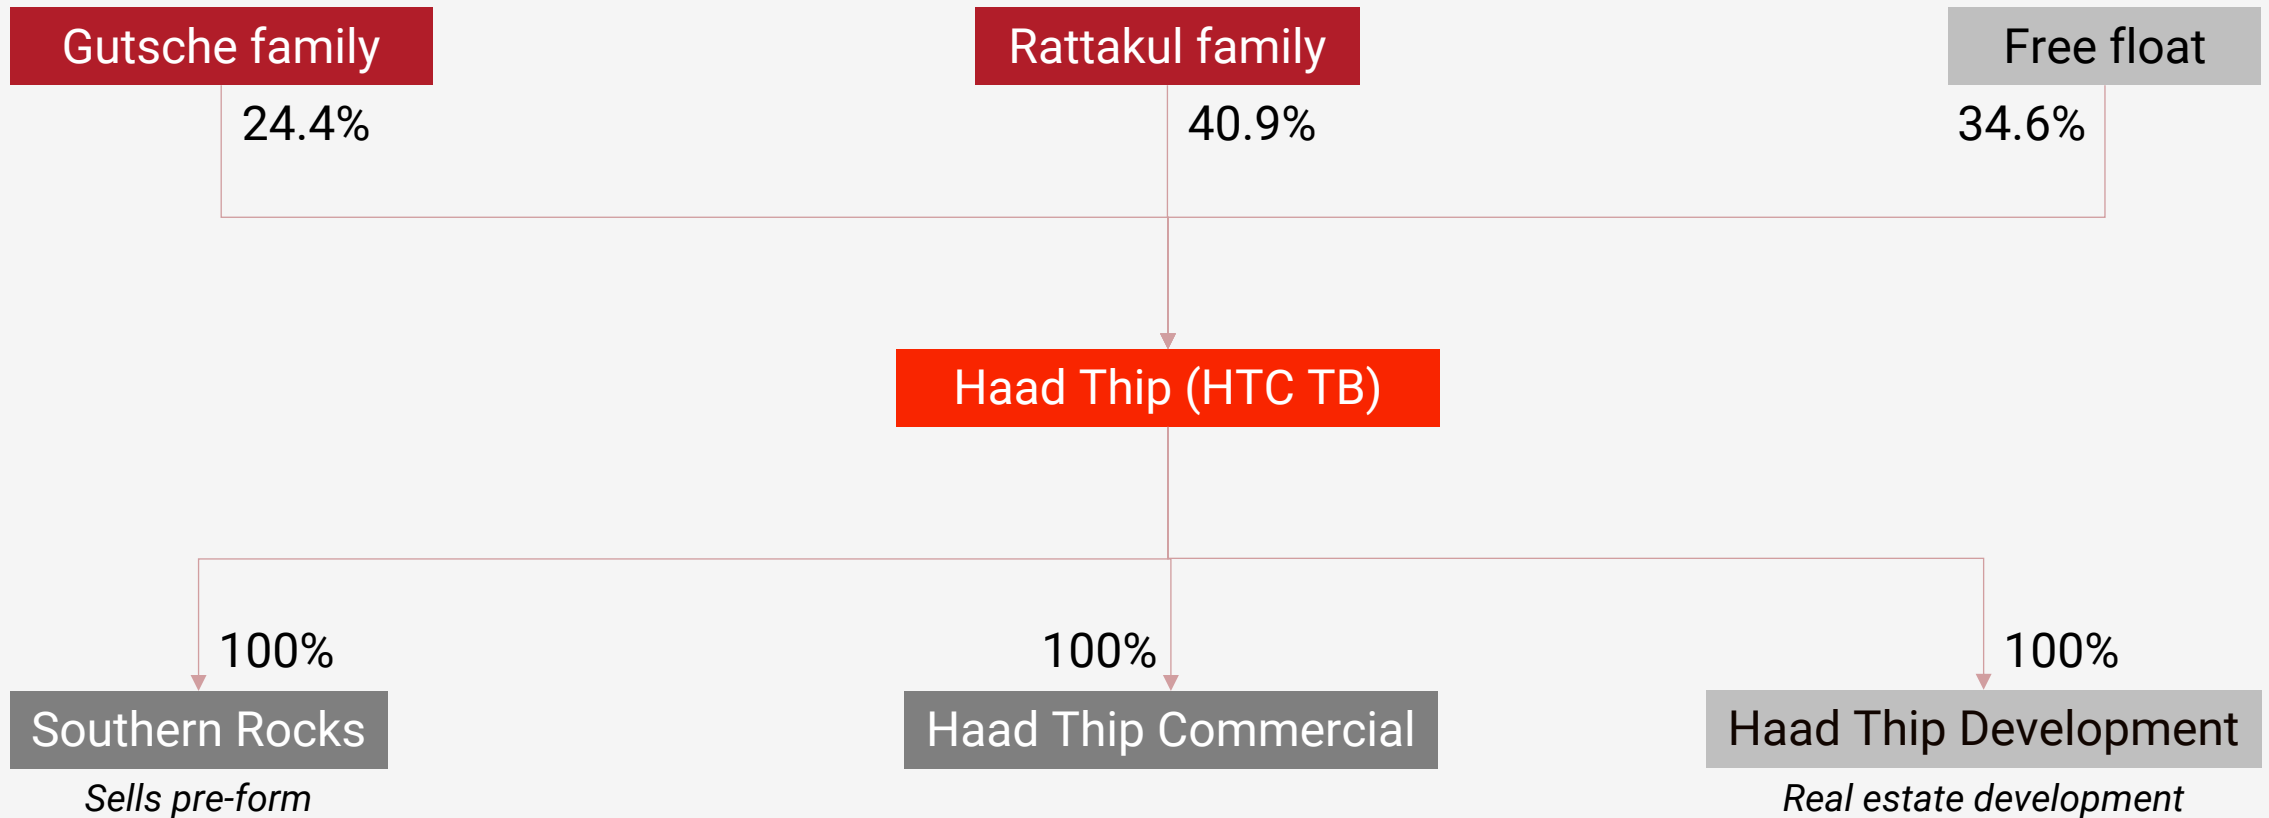 Gutsche family
Rattakul family
Free float
24.4%
40.9%
34.6%
Haad Thip (HTC TB)
100%
100%
100%
Southern Rocks
Haad Thip Commercial
Haad Thip Development
Sells pre-form
Real estate development